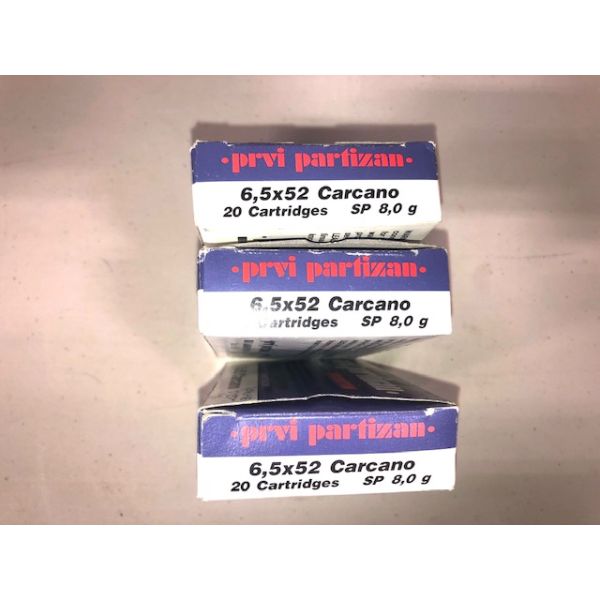 ·prvi partizan·
6,5x52 Carcano
20 Cartridges SP 8,0 g
·prvi partizan·
6,5x52 Carcano
Cartridges SP 8,0 g
·prvi partizan·
6,5x52 Carcano
20 Cartridges SP 8,0 g